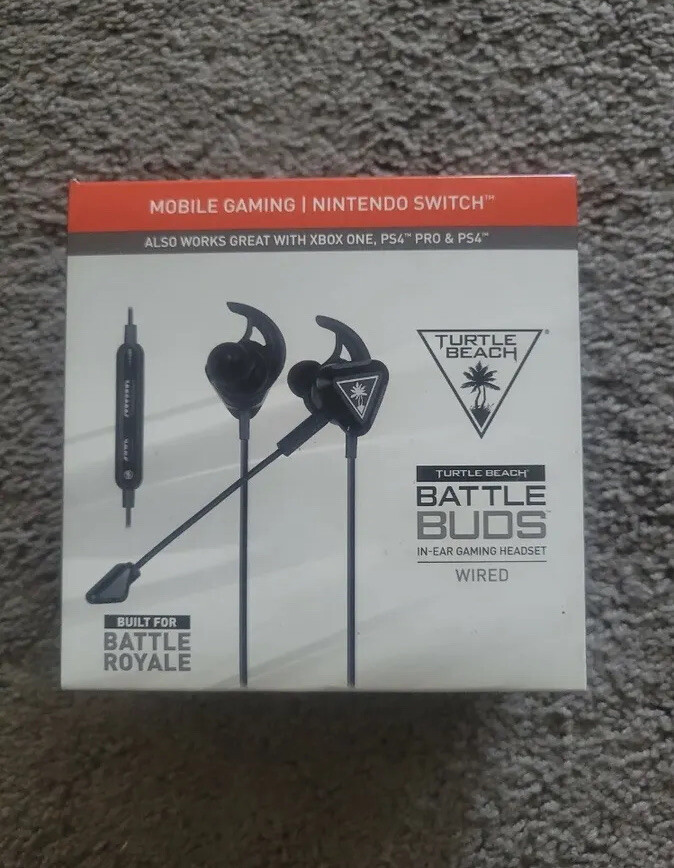 MOBILE GAMING | NINTENDO SWITCH™
ALSO WORKS GREAT WITH XBOX ONE, PS4™ PRO & PS4™
TURTLE
BEACH®
TURTLE BEACH®
BATTLE
BUDS™
IN-EAR GAMING HEADSET
WIRED
BUILT FOR
BATTLE
ROYALE